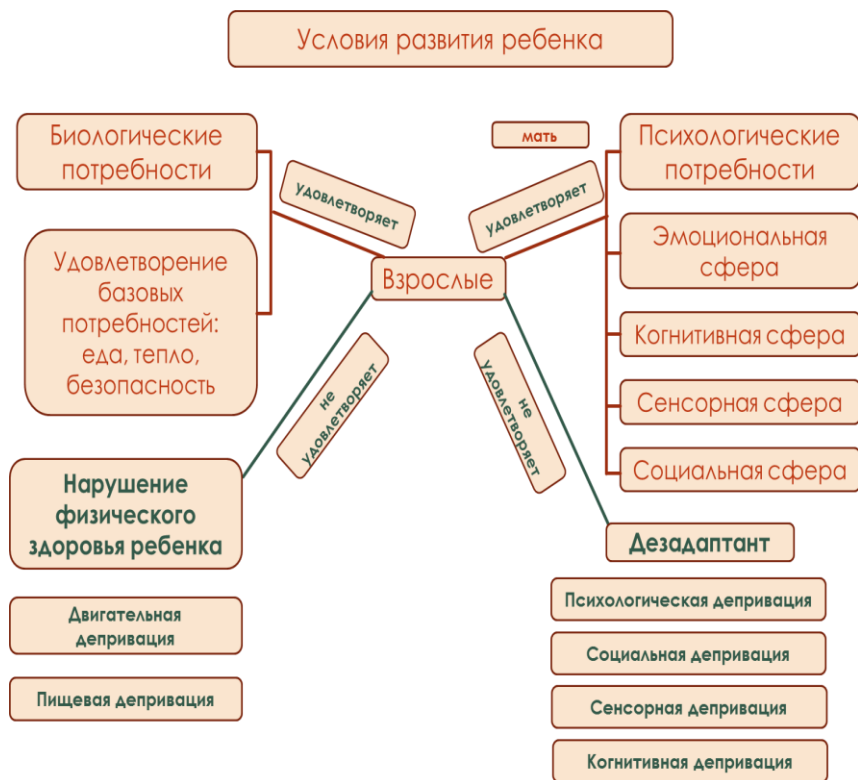 Условия развития ребенка
Биологические
потребности
удовлетворяет
мать
удовлетворяет
Психологические
потребности
Удовлетворение
базовых
потребностей:
еда, тепло,
безопасность
Взрослые
Эмоциональная
сфера
Когнитивная сфера
Сенсорная сфера
Социальная сфера
не
удовлетворяет
не
удовлетворяет
Нарушение
физического
здоровья ребенка
Двигательная
депривация
Пищевая депривация
Дезадаптант
Психологическая депривация
Социальная депривация
Сенсорная депривация
Когнитивная депривация